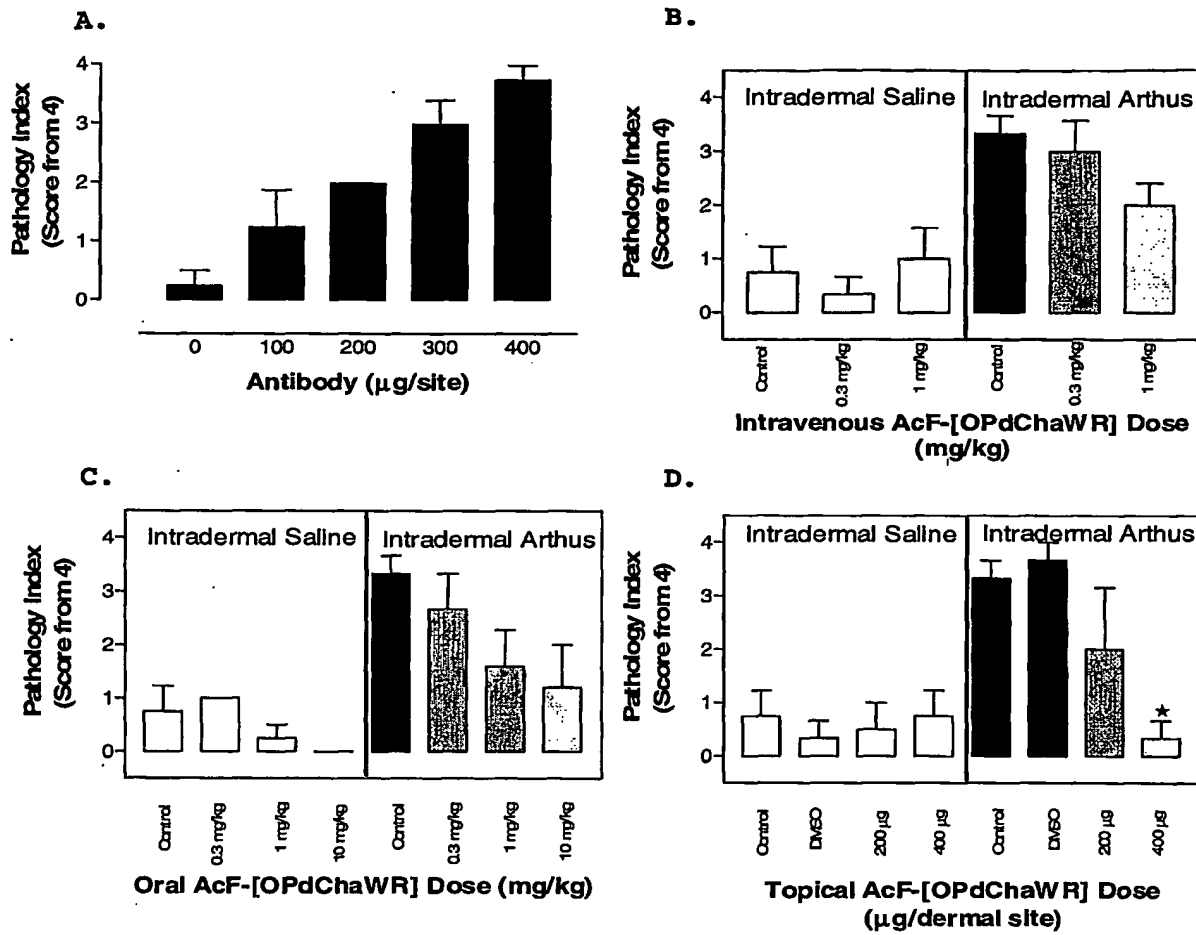 A.
Pathology Index
(Score from 4)
4
3
2
1
0
0 100 200 300 400
Antibody (µg/site)
B.
Pathology Index
(Score from 4)
4
3
2
1
0
Intradermal Saline
Intradermal Arthus
Control
0.3 mg/kg
1 mg/kg
Control
0.3 mg/kg
1 mg/kg
Intravenous AcF-[OPdChaWR] Dose
(mg/kg)
C.
Pathology Index
(Score from 4)
4
3
2
1
0
Intradermal Saline
Intradermal Arthus
Control
0.3 mg/kg
1 mg/kg
10 mg/kg
Control
0.3 mg/kg
1 mg/kg
10 mg/kg
Oral AcF-[OPdChaWR] Dose (mg/kg)
D.
Pathology Index
(Score from 4)
4
3
2
1
0
Intradermal Saline
Intradermal Arthus
★
Control
DMSO
200 µg
400 µg
Control
DMSO
200 µg
400 µg
Topical AcF-[OPdChaWR] Dose
(µg/dermal site)